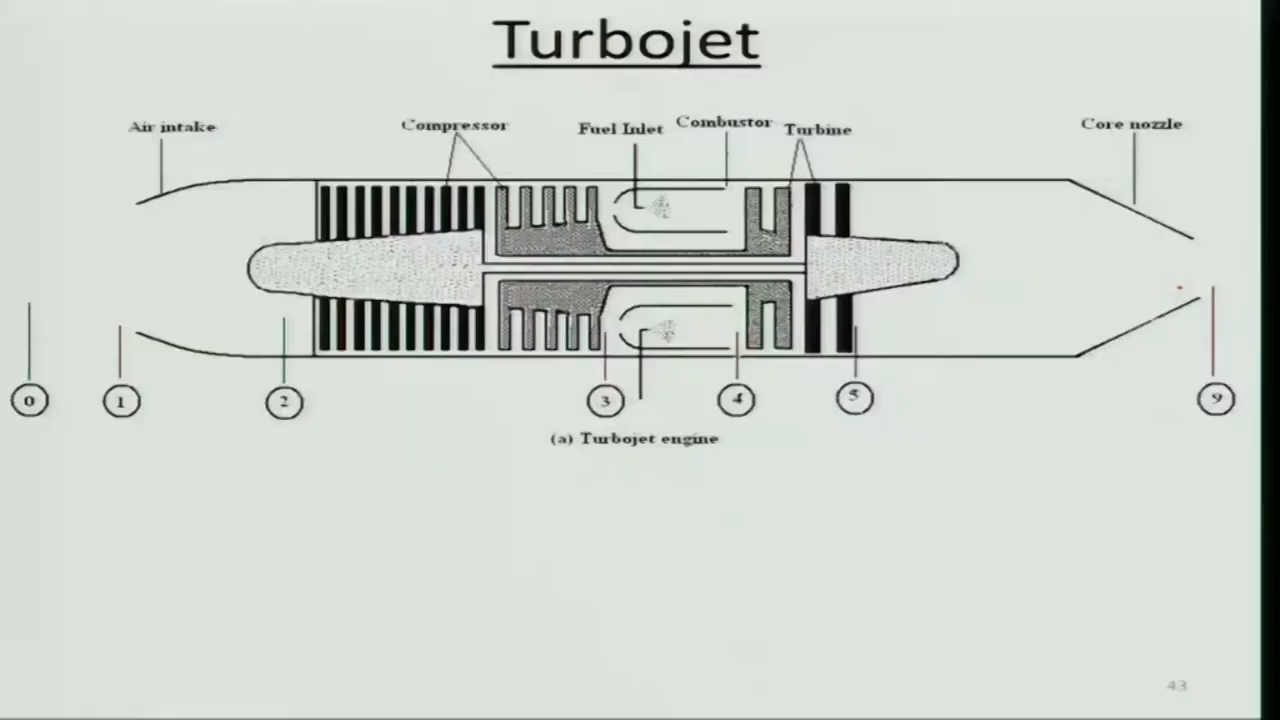 Turbojet
Air intake
Compressor
Fuel Inlet
Combustor
Turbine
Core nozzle
0
1
2
3
4
5
9
(a) Turbojet engine
43